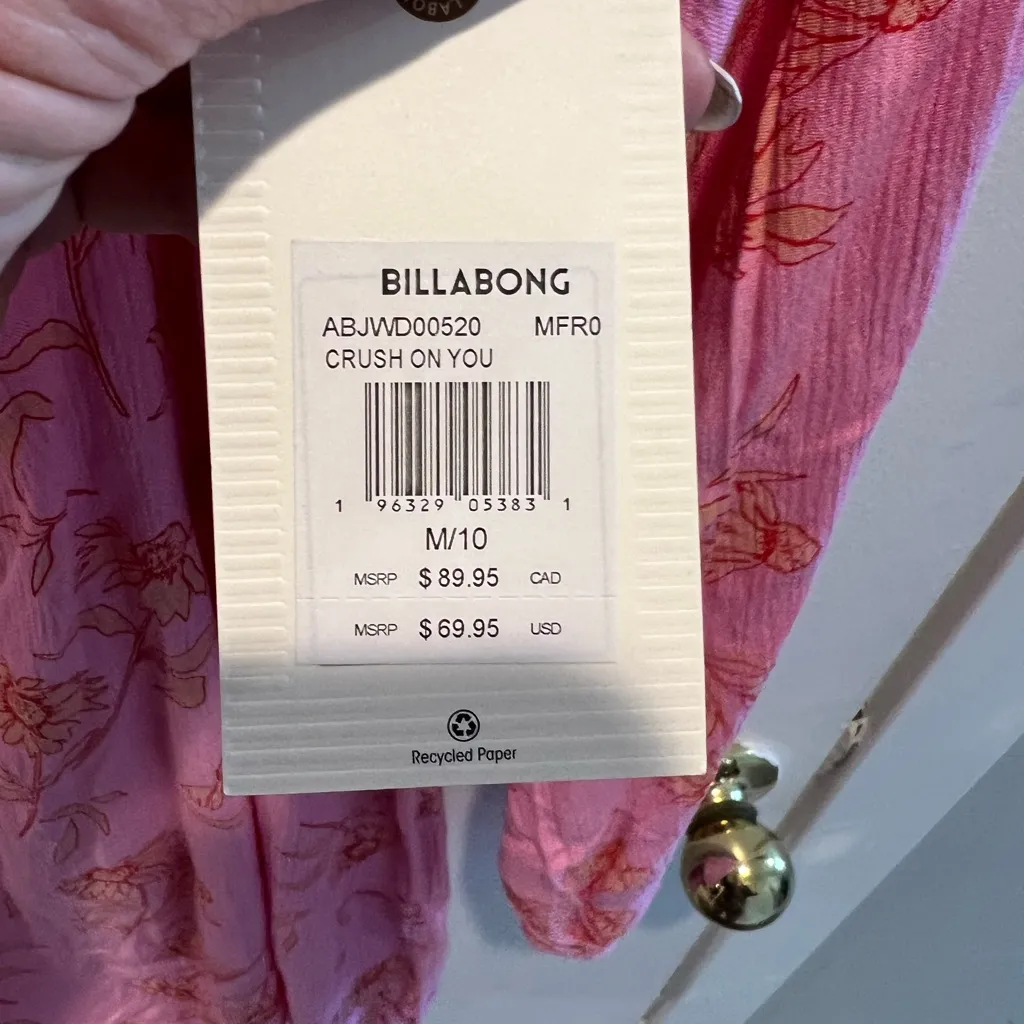 BILLABONG
ABJWD00520 MFR0
CRUSH ON YOU
1 96329 05383 1
M/10
MSRP $ 89.95 CAD
MSRP $ 69.95 USD
Recycled Paper